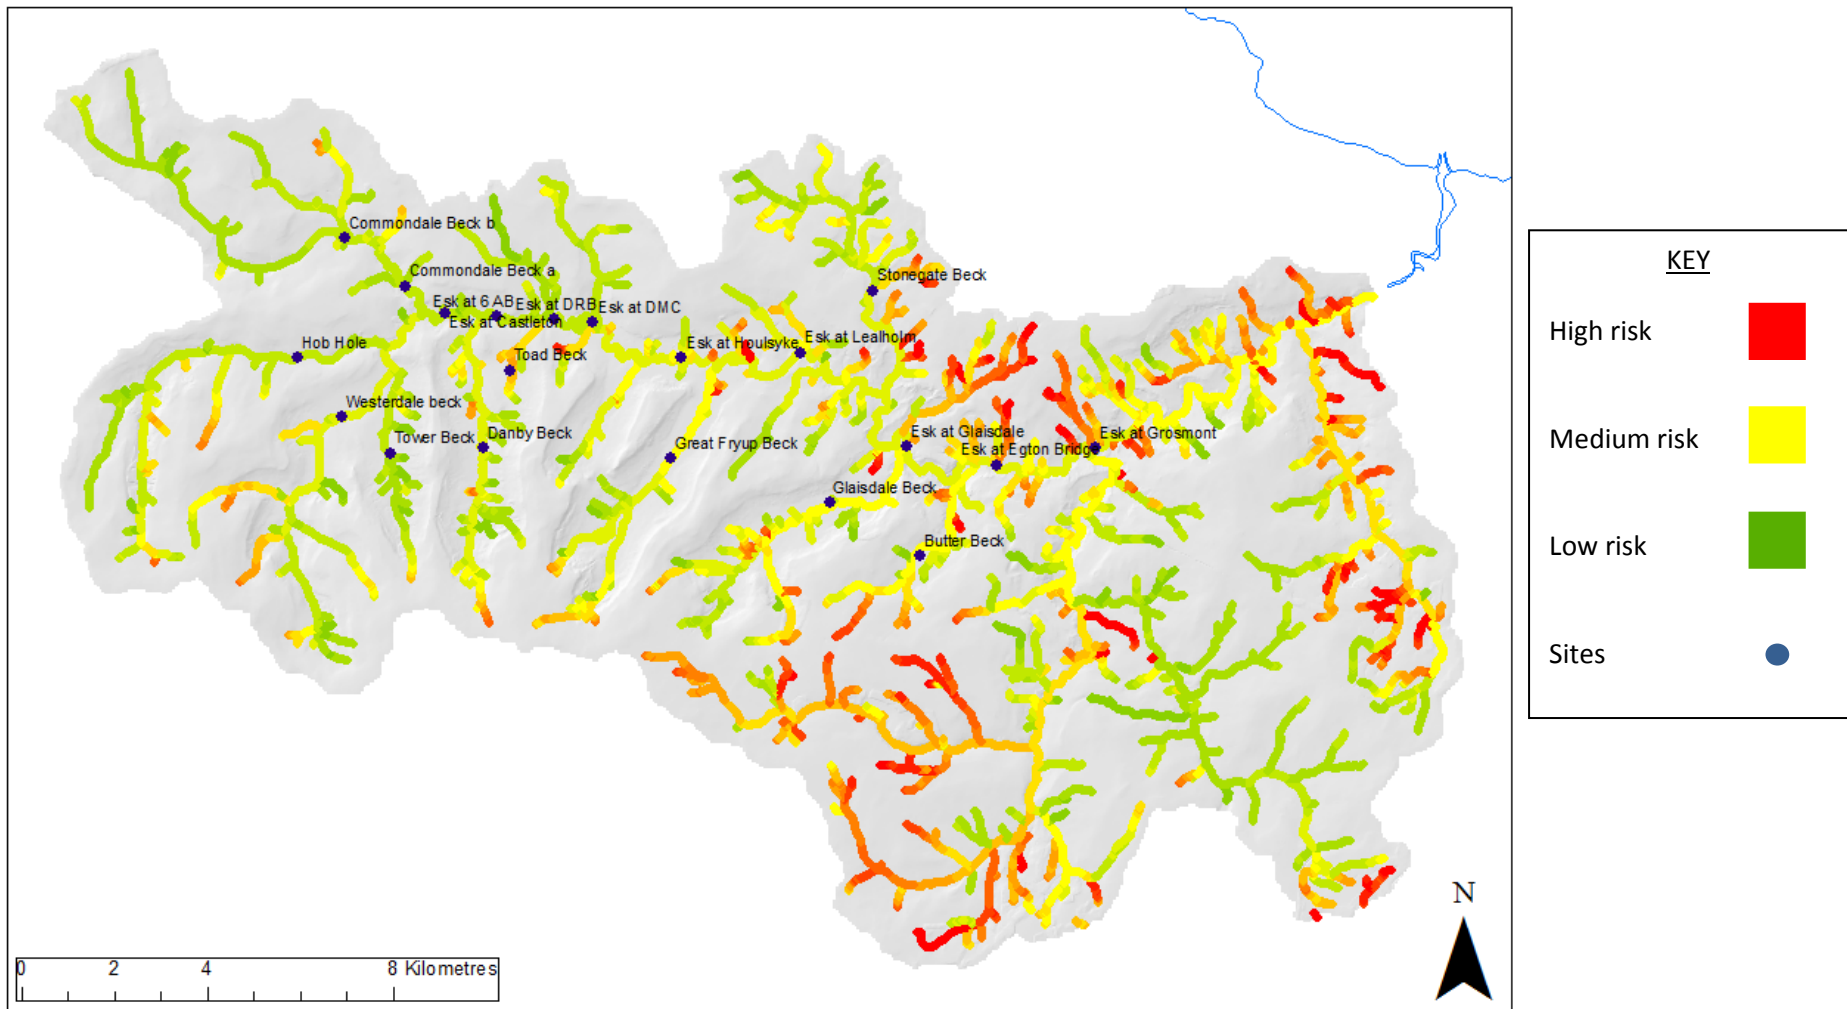 Commondale Beck b
Commondale Beck a
Stonegate Beck
Esk at 6 AB
Esk at DRB
Esk at DMC
Esk at Castleton
Hob Hole
Toad Beck
Esk at Houlsyke
Esk at Lealholm
Westerdale beck
Tower Beck
Danby Beck
Great Fryup Beck
Esk at Glaisdale
Esk at Grosmont
Esk at Egton Bridge
Glaisdale Beck
Butter Beck
KEY
High risk
Medium risk
Low risk
Sites
N
0 2 4 8 Kilometres